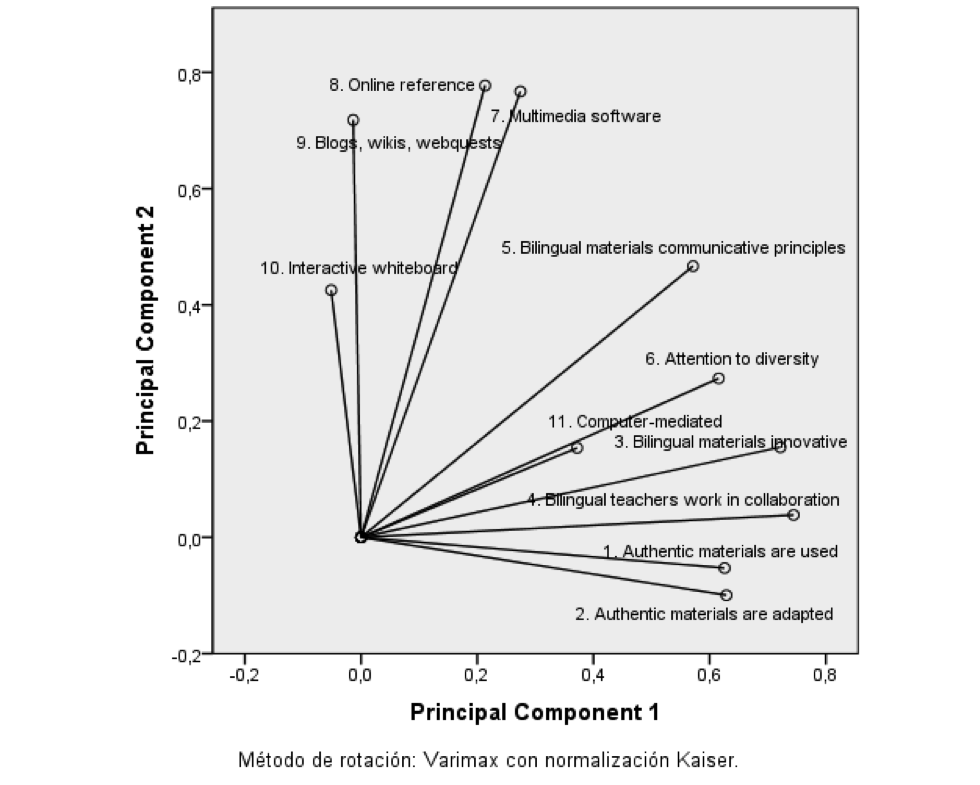 0,8
8. Online reference
7. Multimedia software
9. Blogs, wikis, webquests
0,6
5. Bilingual materials communicative principles
10. Interactive whiteboard
0,4
6. Attention to diversity
0,2
11. Computer-mediated
3. Bilingual materials innovative
4. Bilingual teachers work in collaboration
0,0
1. Authentic materials are used
2. Authentic materials are adapted
-0,2
Principal Component 2
-0,2 0,0 0,2 0,4 0,6 0,8
Principal Component 1
Método de rotación: Varimax con normalización Kaiser.